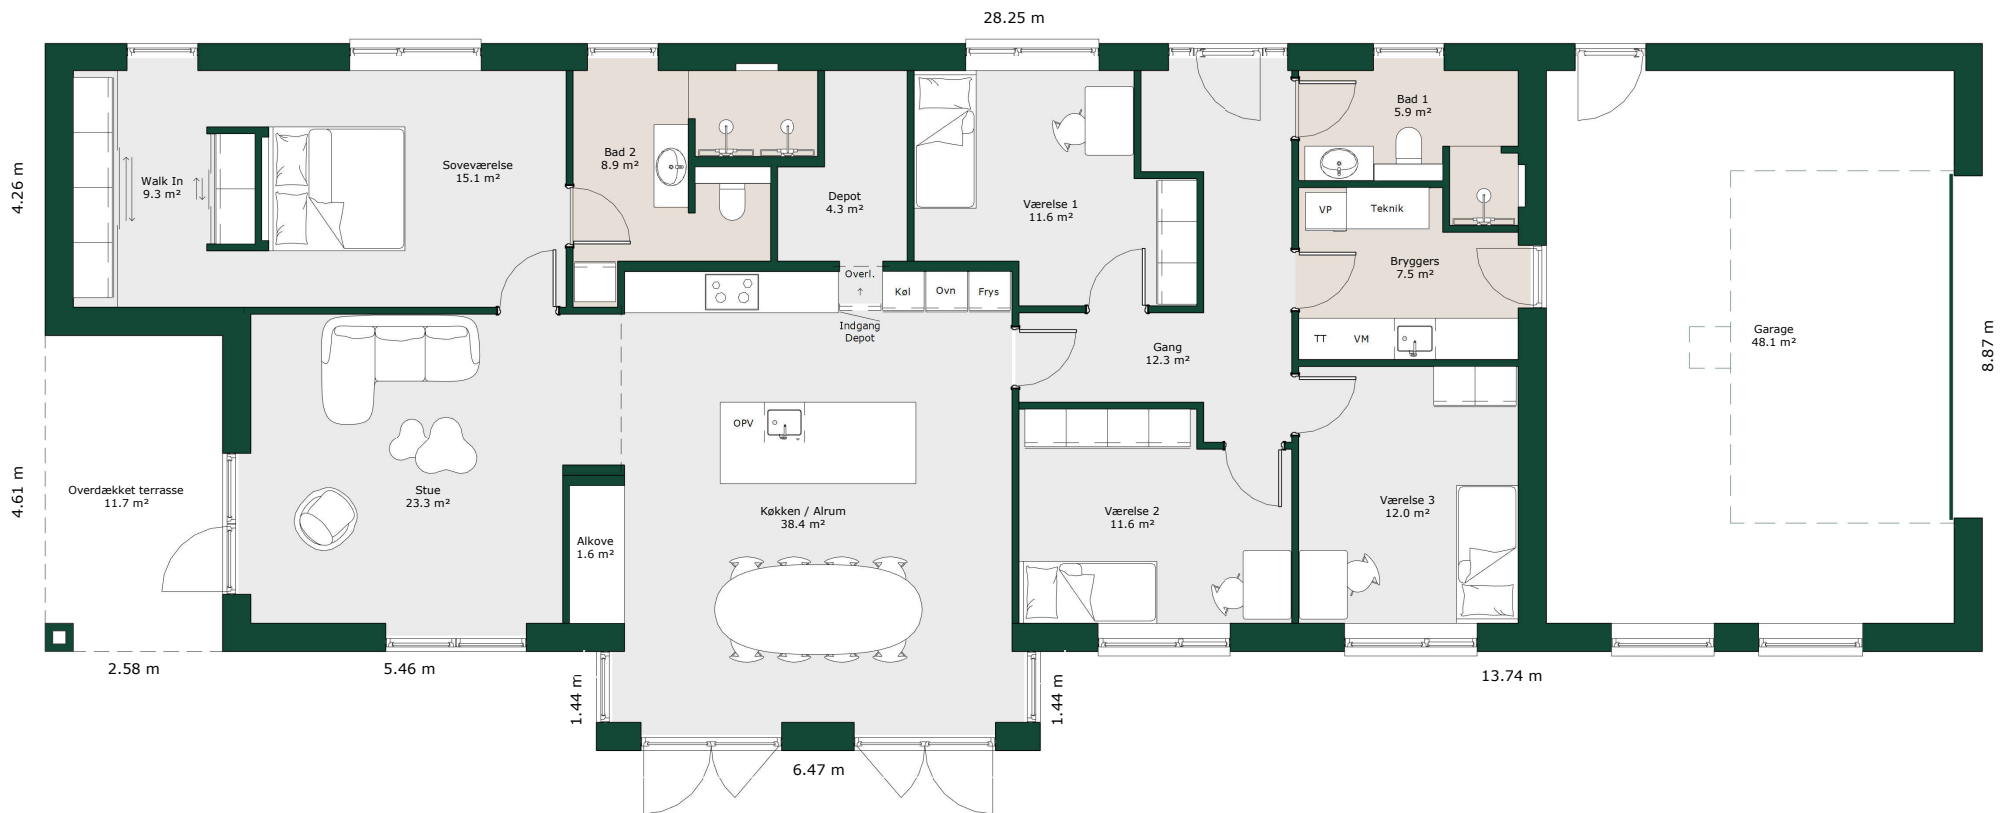 28.25 m
4.26 m
Walk In
9.3 m²
Soveværelse
15.1 m²
Bad 2
8.9 m²
Depot
4.3 m²
Værelse 1
11.6 m²
Bad 1
5.9 m²
VP
Teknik
Bryggers
7.5 m²
Overl.
↑
Køl
Ovn
Frys
Indgang
Depot
TT
VM
Gang
12.3 m²
Garage
48.1 m²
8.87 m
4.61 m
Overdækket terrasse
11.7 m²
Stue
23.3 m²
OPV
Køkken / Alrum
38.4 m²
Alkove
1.6 m²
Værelse 2
11.6 m²
Værelse 3
12.0 m²
2.58 m
5.46 m
1.44 m
1.44 m
13.74 m
6.47 m